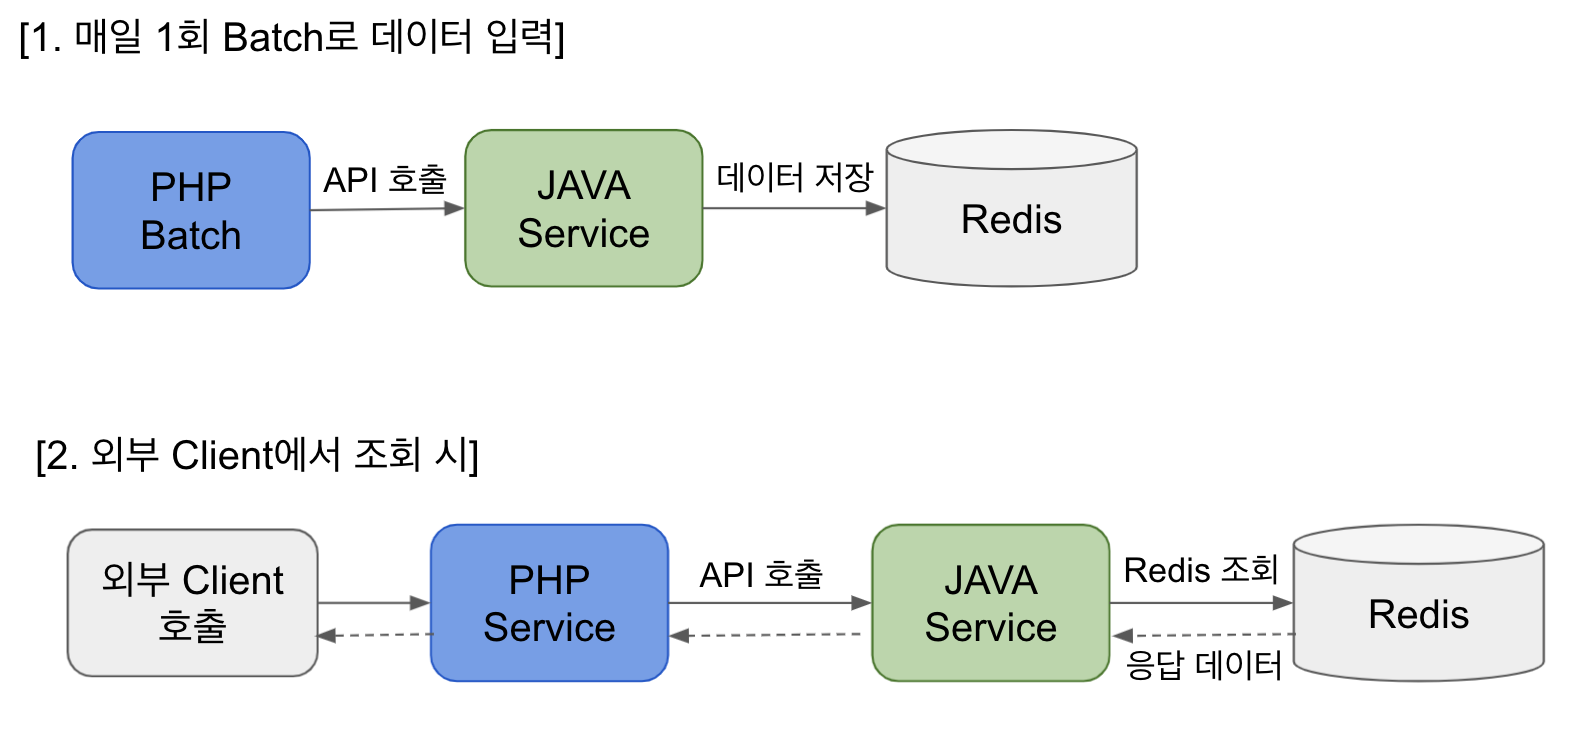 [1. 매일 1회 Batch로 데이터 입력]
PHP
Batch
API 호출
JAVA
Service
데이터 저장
Redis
[2. 외부 Client에서 조회 시]
외부 Client
호출
PHP
Service
API 호출
JAVA
Service
Redis 조회
응답 데이터
Redis